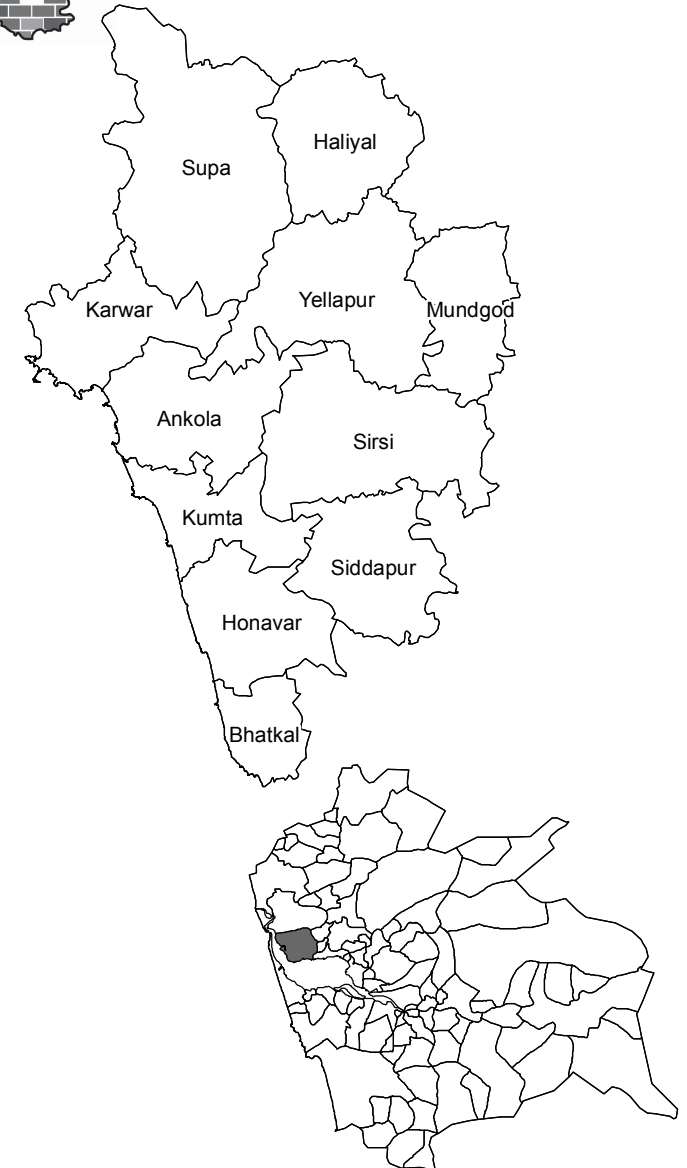 Haliyal
Supa
Yellapur
Karwar
Mundgod
Ankola
Sirsi
Kumta
Siddapur
Honavar
Bhatkal